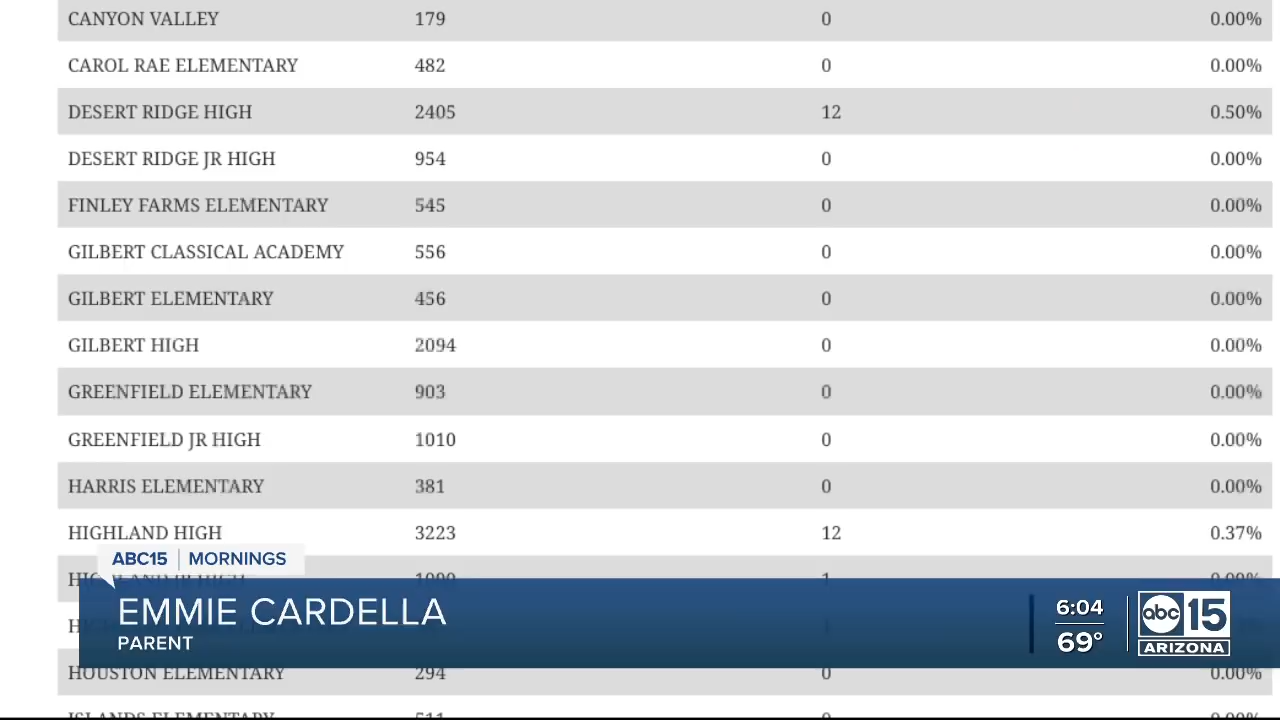 CANYON VALLEY 179 0 0.00%
CAROL RAE ELEMENTARY 482 0 0.00%
DESERT RIDGE HIGH 2405 12 0.50%
DESERT RIDGE JR HIGH 954 0 0.00%
FINLEY FARMS ELEMENTARY 545 0 0.00%
GILBERT CLASSICAL ACADEMY 556 0 0.00%
GILBERT ELEMENTARY 456 0 0.00%
GILBERT HIGH 2094 0 0.00%
GREENFIELD ELEMENTARY 903 0 0.00%
GREENFIELD JR HIGH 1010 0 0.00%
HARRIS ELEMENTARY 381 0 0.00%
HIGHLAND HIGH 3223 12 0.37%
ABC15 MORNINGS
EMMIE CARDELLA
PARENT
6:04
69°
abc 15
ARIZONA
HOUSTON ELEMENTARY 294 0 0.00%
ISLANDS ELEMENTARY 511